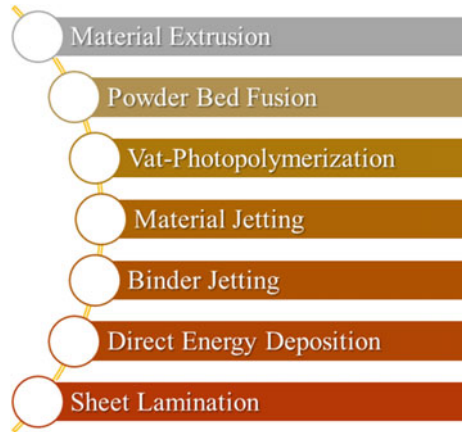 Material Extrusion
Powder Bed Fusion
Vat-Photopolymerization
Material Jetting
Binder Jetting
Direct Energy Deposition
Sheet Lamination